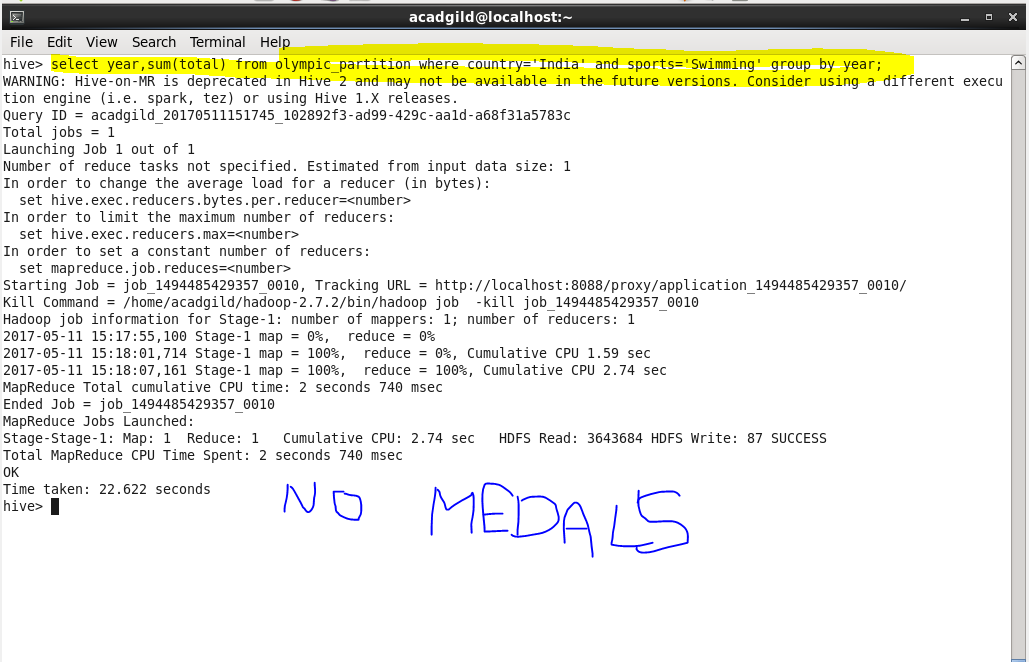 acadgild@localhost:~
File Edit View Search Terminal Help
hive> select year,sum(total) from olympic_partition where country='India' and sports='Swimming' group by year;
WARNING: Hive-on-MR is deprecated in Hive 2 and may not be available in the future versions. Consider using a different execu
tion engine (i.e. spark, tez) or using Hive 1.X releases.
Query ID = acadgild_20170511151745_102892f3-ad99-429c-aa1d-a68f31a5783c
Total jobs = 1
Launching Job 1 out of 1
Number of reduce tasks not specified. Estimated from input data size: 1
In order to change the average load for a reducer (in bytes):
  set hive.exec.reducers.bytes.per.reducer=<number>
In order to limit the maximum number of reducers:
  set hive.exec.reducers.max=<number>
In order to set a constant number of reducers:
  set mapreduce.job.reduces=<number>
Starting Job = job_1494485429357_0010, Tracking URL = http://localhost:8088/proxy/application_1494485429357_0010/
Kill Command = /home/acadgild/hadoop-2.7.2/bin/hadoop job  -kill job_1494485429357_0010
Hadoop job information for Stage-1: number of mappers: 1; number of reducers: 1
2017-05-11 15:17:55,100 Stage-1 map = 0%,  reduce = 0%
2017-05-11 15:18:01,714 Stage-1 map = 100%,  reduce = 0%, Cumulative CPU 1.59 sec
2017-05-11 15:18:07,161 Stage-1 map = 100%,  reduce = 100%, Cumulative CPU 2.74 sec
MapReduce Total cumulative CPU time: 2 seconds 740 msec
Ended Job = job_1494485429357_0010
MapReduce Jobs Launched:
Stage-Stage-1: Map: 1  Reduce: 1   Cumulative CPU: 2.74 sec   HDFS Read: 3643684 HDFS Write: 87 SUCCESS
Total MapReduce CPU Time Spent: 2 seconds 740 msec
OK
Time taken: 22.622 seconds
hive>
NO MEDALS